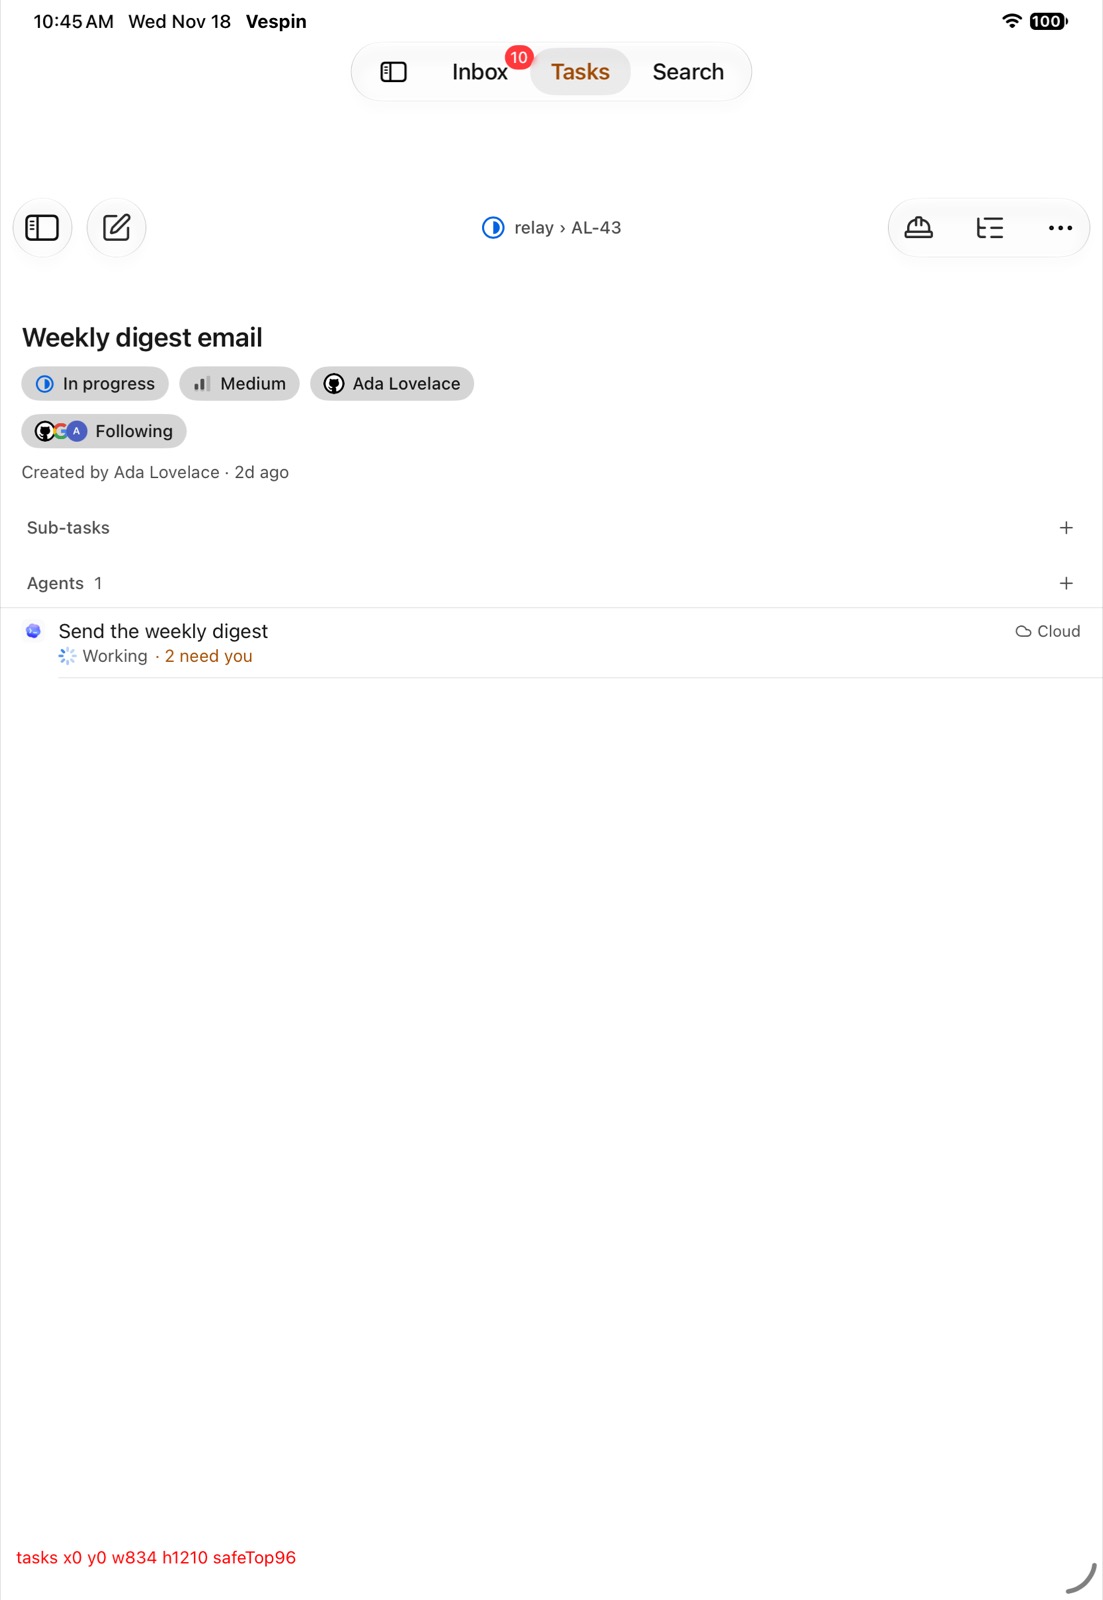 10:45 AM Wed Nov 18 Vespin
100
Inbox 10 Tasks Search
relay › AL-43
Weekly digest email
In progress Medium Ada Lovelace
A Following
Created by Ada Lovelace · 2d ago
Sub-tasks
Agents 1
Send the weekly digest Cloud
Working · 2 need you
tasks x0 y0 w834 h1210 safeTop96